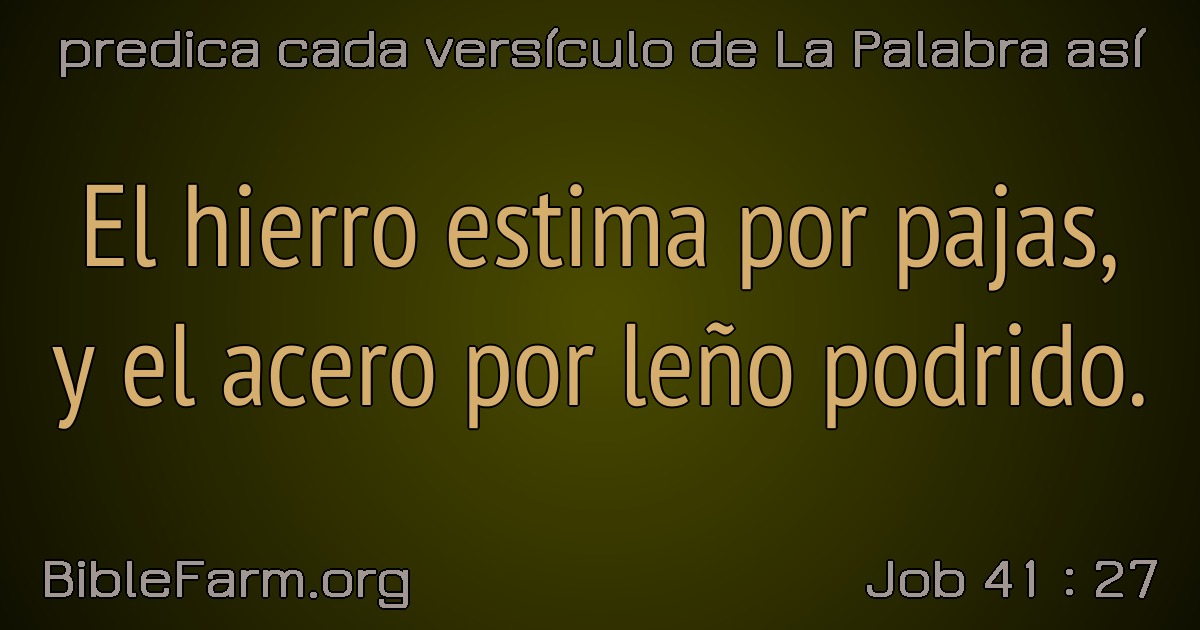 predica cada versículo de La Palabra así
El hierro estima por pajas,
y el acero por leño podrido.
BibleFarm.org
Job 41 : 27